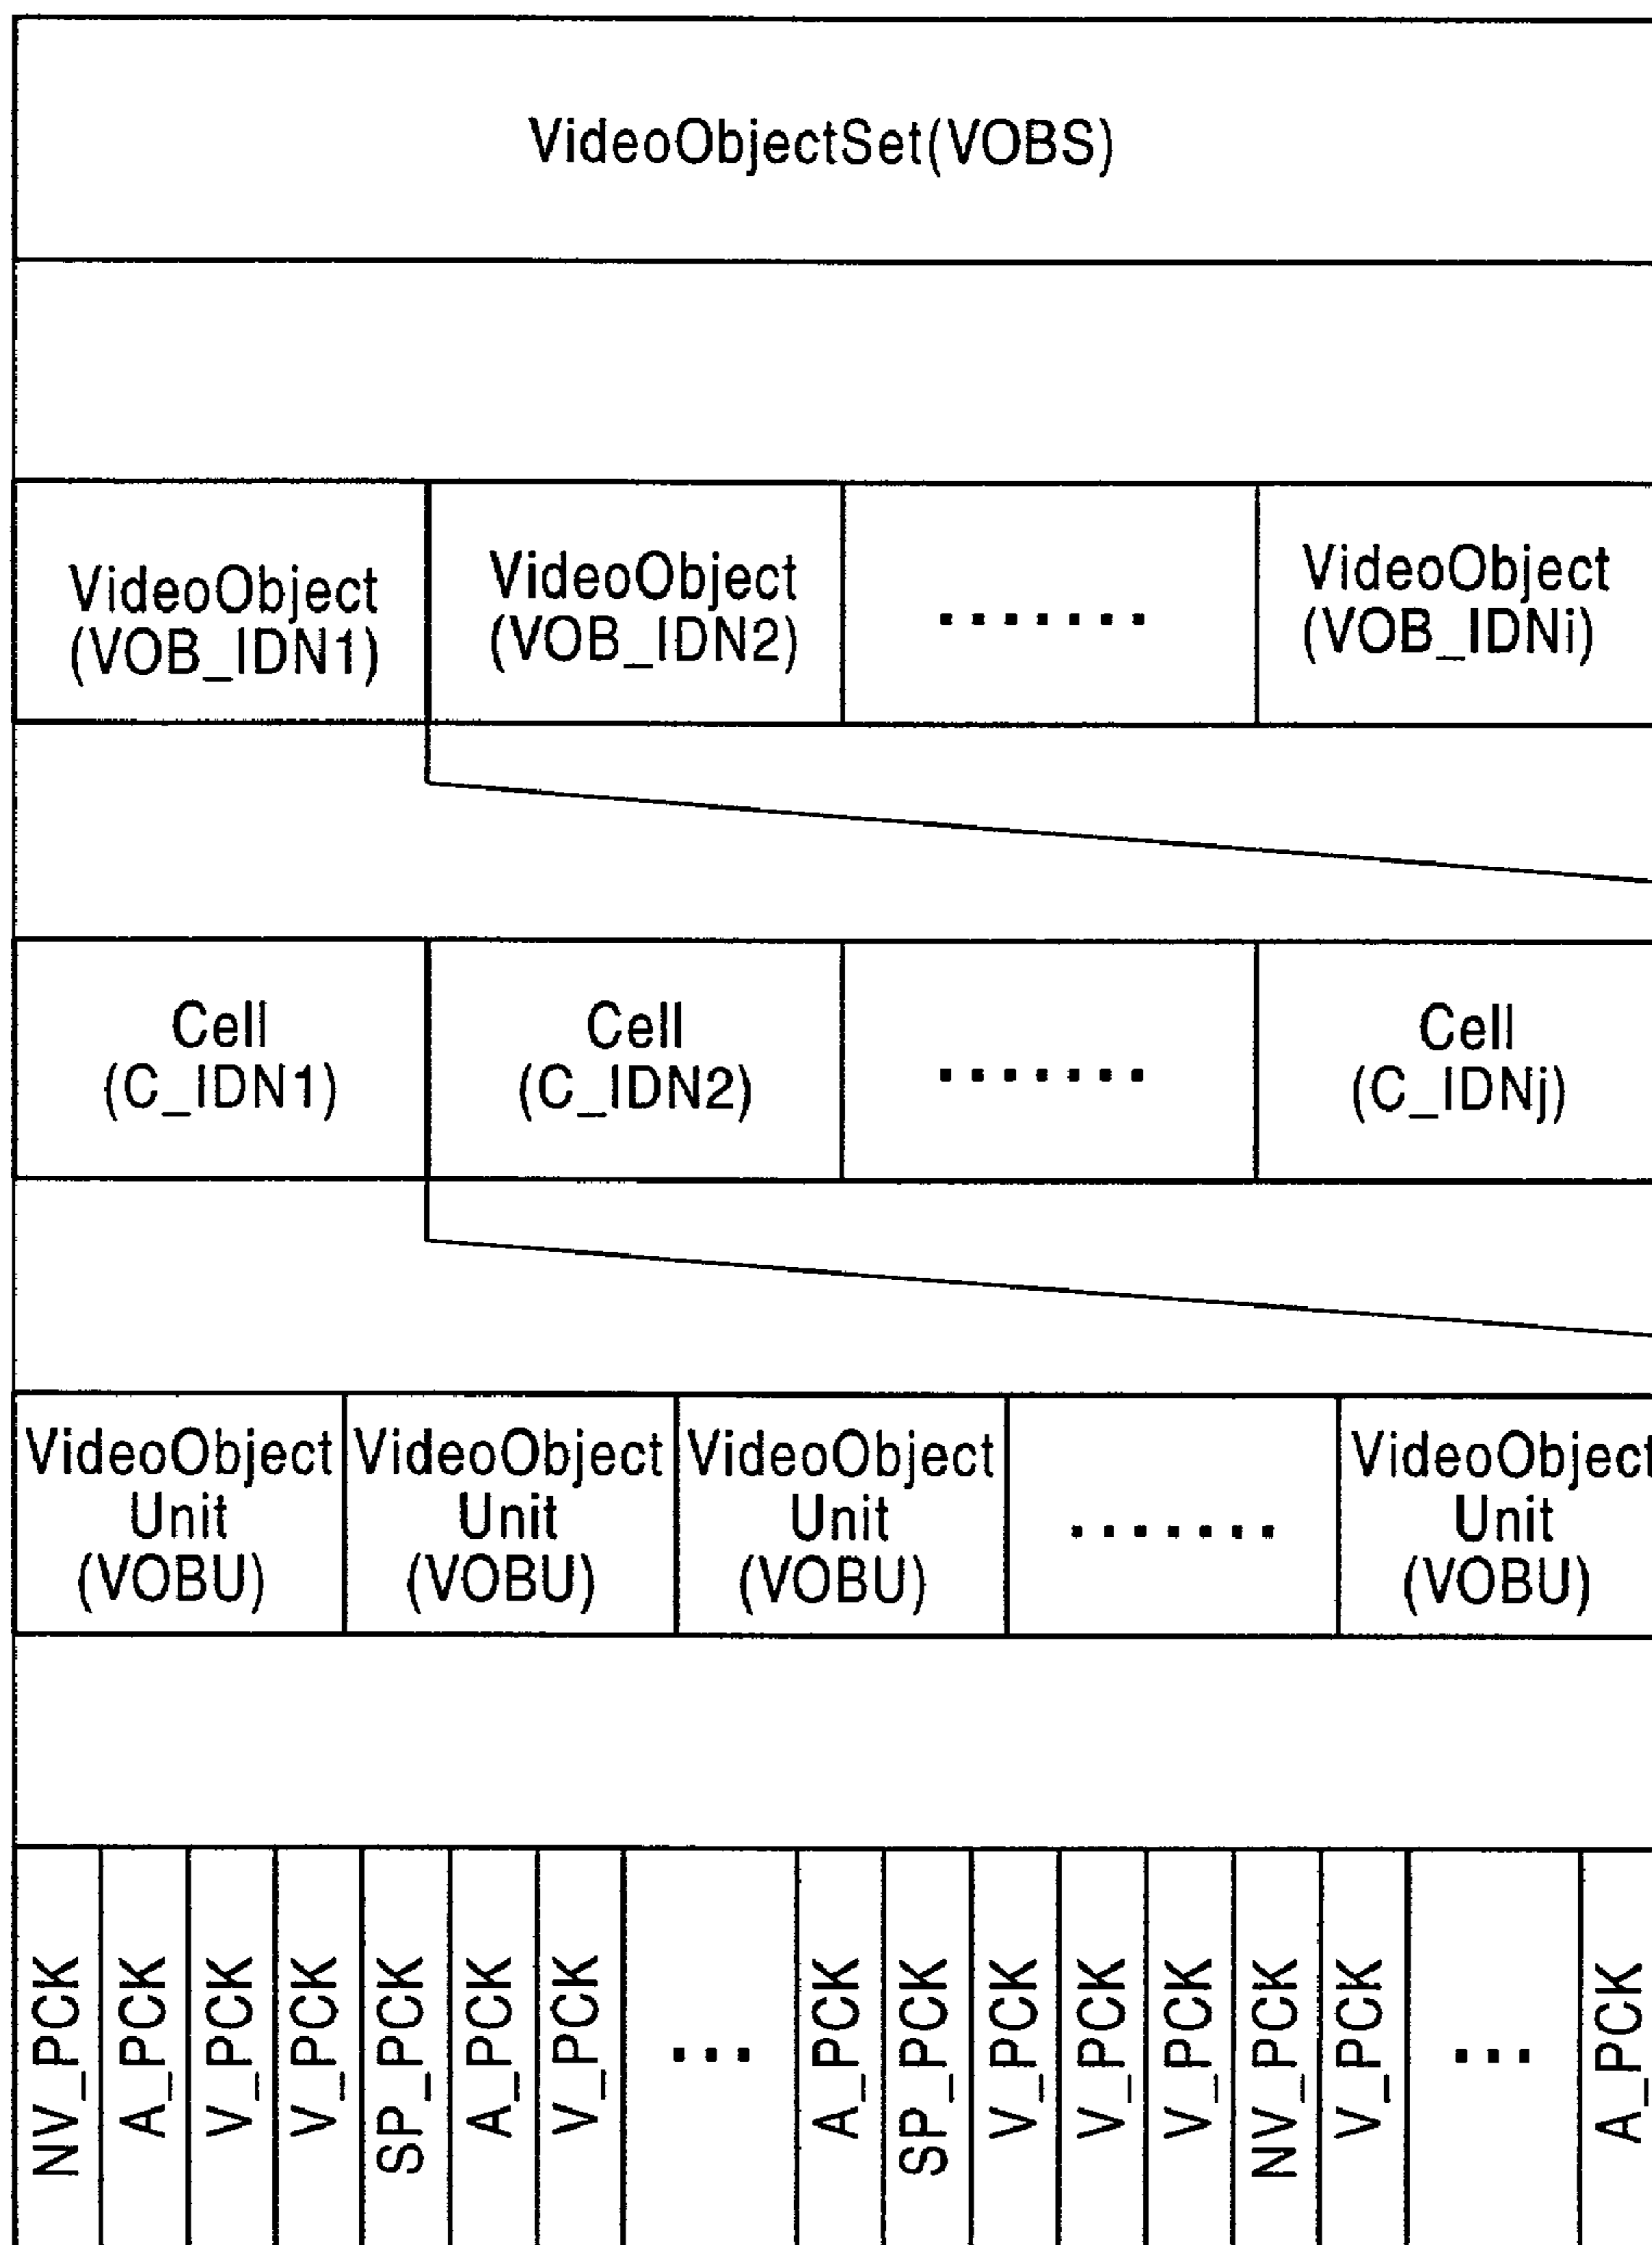 VideoObjectSet(VOBS)
VideoObject
(VOB_IDN1)
VideoObject
(VOB_IDN2)
.......
VideoObject
(VOB_IDNi)
Cell
(C_IDN1)
Cell
(C_IDN2)
.......
Cell
(C_IDNj)
VideoObject
Unit
(VOBU)
VideoObject
Unit
(VOBU)
VideoObject
Unit
(VOBU)
.......
VideoObject
Unit
(VOBU)
NV_PCK
A_PCK
V_PCK
V_PCK
SP_PCK
A_PCK
V_PCK
...
A_PCK
SP_PCK
V_PCK
V_PCK
V_PCK
NV_PCK
V_PCK
...
A_PCK